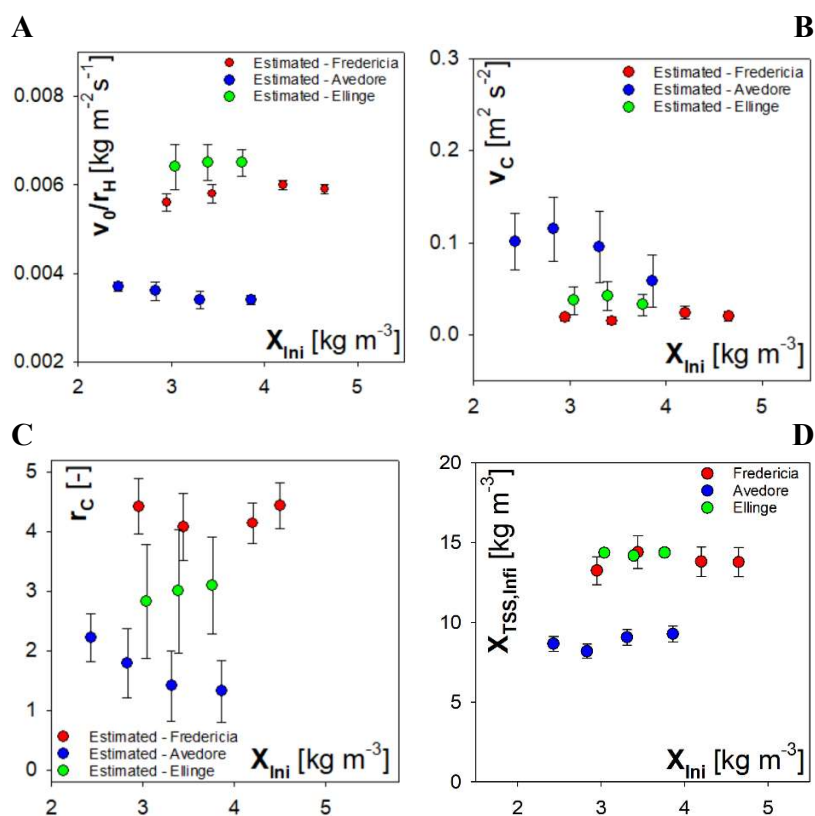 A
B
Estimated - Fredericia
Estimated - Avedore
Estimated - Ellinge
v0/rH [kg m-2 s-1]
0.008
0.006
0.004
0.002
XIni [kg m-3]
2 3 4 5
Estimated - Fredericia
Estimated - Avedore
Estimated - Ellinge
vC [m2 s-2]
0.3
0.2
0.1
0.0
XIni [kg m-3]
2 3 4 5
C
D
rC [-]
5
4
3
2
1
0
Estimated - Fredericia
Estimated - Avedore
Estimated - Ellinge
XIni [kg m-3]
2 3 4 5
Fredericia
Avedore
Ellinge
XTSS,Infi [kg m-3]
20
15
10
5
0
XIni [kg m-3]
2 3 4 5